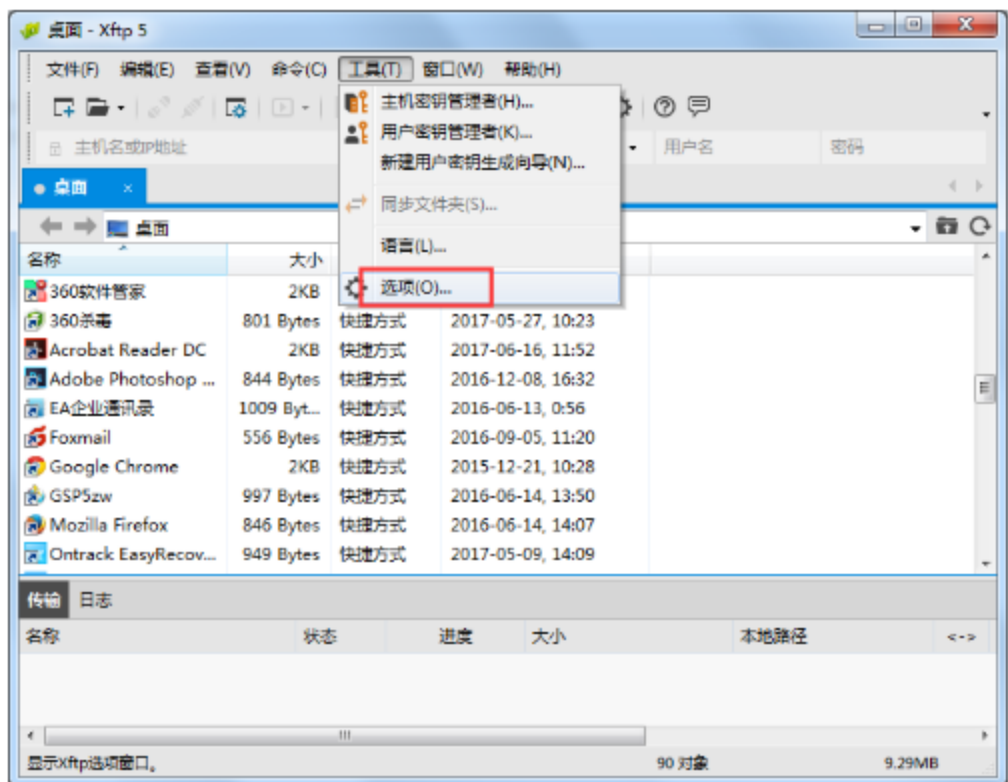 桌面 - Xftp 5
文件(F) 编辑(E) 查看(V) 命令(C) 工具(T) 窗口(W) 帮助(H)
主机密钥管理者(H)...
用户密钥管理者(K)...
新建用户密钥生成向导(N)...
同步文件夹(S)...
语言(L)...
选项(O)...
主机名或IP地址 用户名 密码
桌面
桌面
名称 大小
360软件管家 2KB
360杀毒 801 Bytes 快捷方式 2017-05-27, 10:23
Acrobat Reader DC 2KB 快捷方式 2017-06-16, 11:52
Adobe Photoshop ... 844 Bytes 快捷方式 2016-12-08, 16:32
EA企业通讯录 1009 Byt... 快捷方式 2016-06-13, 0:56
Foxmail 556 Bytes 快捷方式 2016-09-05, 11:20
Google Chrome 2KB 快捷方式 2015-12-21, 10:28
GSP5zw 997 Bytes 快捷方式 2016-06-14, 13:50
Mozilla Firefox 846 Bytes 快捷方式 2016-06-14, 14:07
Ontrack EasyRecov... 949 Bytes 快捷方式 2017-05-09, 14:09
传输 日志
名称 状态 进度 大小 本地路径 <->
显示Xftp选项窗口。 90 对象 9.29MB